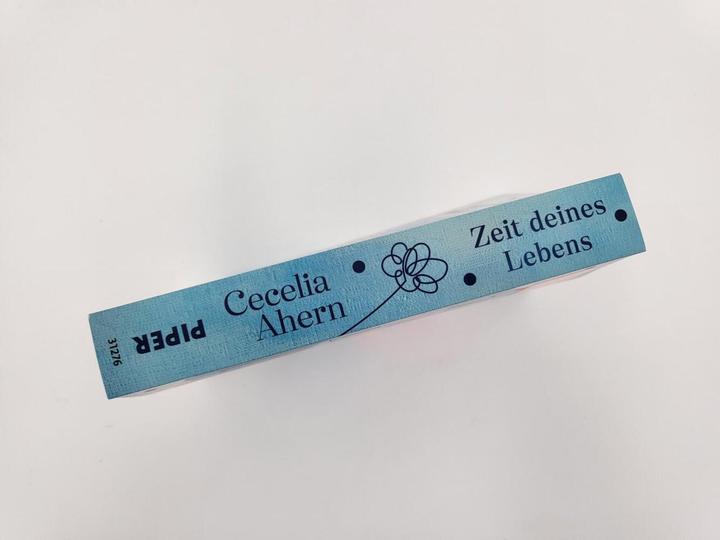 Cecelia
Ahern
Zeit deines
Lebens
PIPER
31276